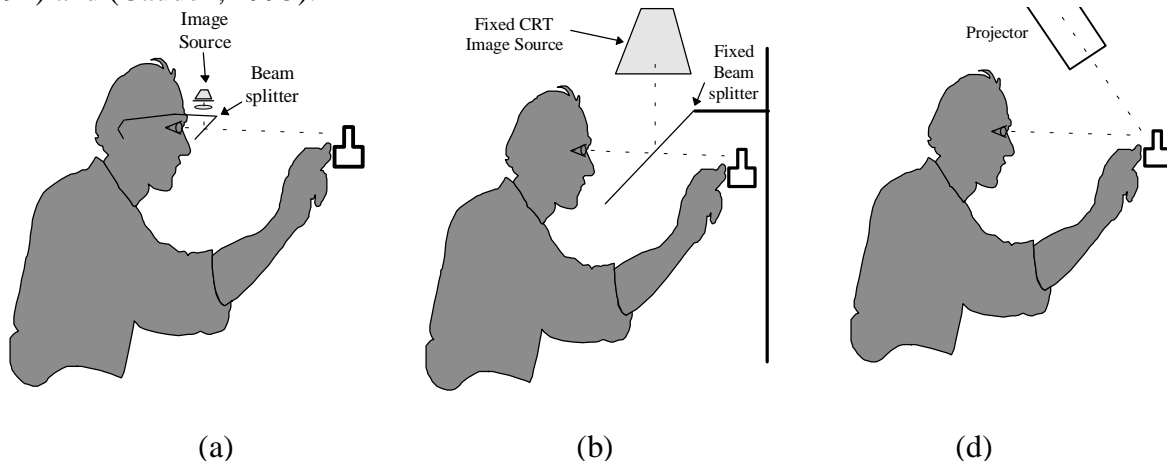 Image
Source
Beam
splitter
Fixed CRT
Image Source
Fixed
Beam
splitter
Projector
(a)
(b)
(d)